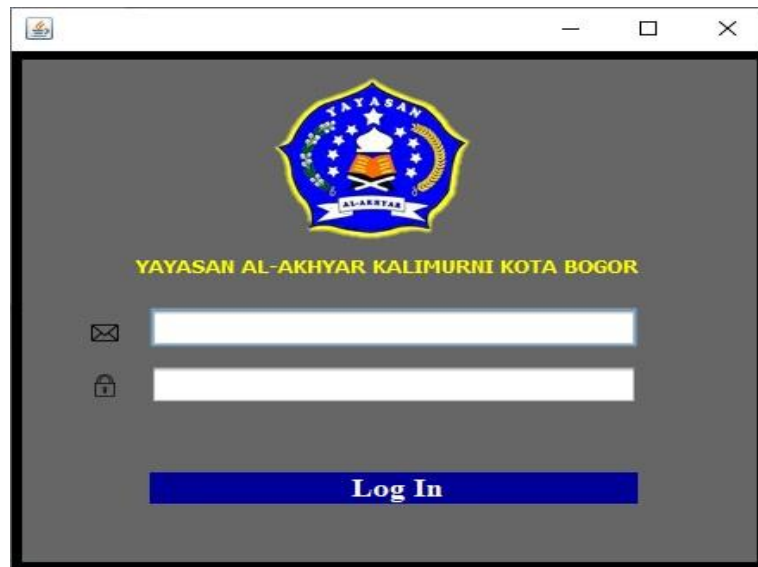 YAYASAN
AL-AKHYAR
YAYASAN AL-AKHYAR KALIMURNI KOTA BOGOR
Log In